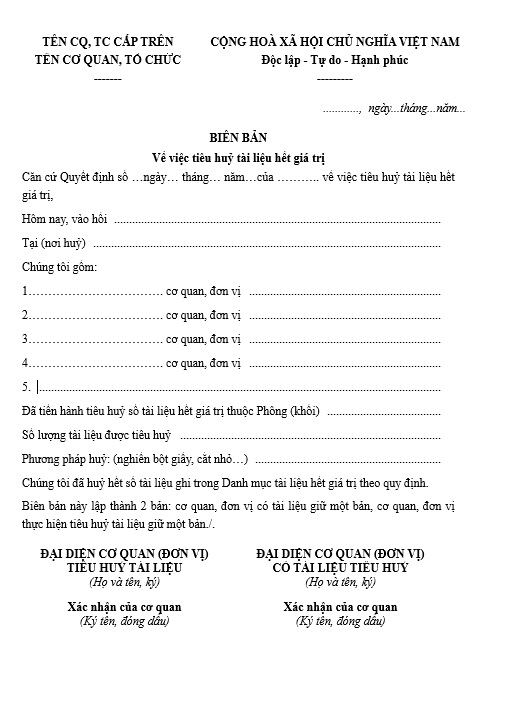 TÊN CQ, TC CẤP TRÊN
TÊN CƠ QUAN, TỔ CHỨC
-------
CỘNG HOÀ XÃ HỘI CHỦ NGHĨA VIỆT NAM
Độc lập - Tự do - Hạnh phúc
---------
............, ngày...tháng...năm...
BIÊN BẢN
Về việc tiêu huỷ tài liệu hết giá trị
Căn cứ Quyết định số …ngày… tháng… năm…của ……….. về việc tiêu huỷ tài liệu hết
giá trị,
Hôm nay, vào hồi ..............................................................
Tại (nơi huỷ) ..............................................................
Chúng tôi gồm:
1……………………………. cơ quan, đơn vị ........................................
2……………………………. cơ quan, đơn vị ........................................
3……………………………. cơ quan, đơn vị ........................................
4……………………………. cơ quan, đơn vị ........................................
5. ..............................................................
Đã tiến hành tiêu huỷ số tài liệu hết giá trị thuộc Phông (khối) ..............................
Số lượng tài liệu được tiêu huỷ ..............................................................
Phương pháp huỷ: (nghiền bột giấy, cắt nhỏ…) ........................................
Chúng tôi đã huỷ hết số tài liệu ghi trong Danh mục tài liệu hết giá trị theo quy định.
Biên bản này lập thành 2 bản: cơ quan, đơn vị có tài liệu giữ một bản, cơ quan, đơn vị
thực hiện tiêu huỷ tài liệu giữ một bản./.
ĐẠI DIỆN CƠ QUAN (ĐƠN VỊ)
TIÊU HUỶ TÀI LIỆU
(Họ và tên, ký)
Xác nhận của cơ quan
(Ký tên, đóng dấu)
ĐẠI DIỆN CƠ QUAN (ĐƠN VỊ)
CÓ TÀI LIỆU TIÊU HUỶ
(Họ và tên, ký)
Xác nhận của cơ quan
(Ký tên, đóng dấu)